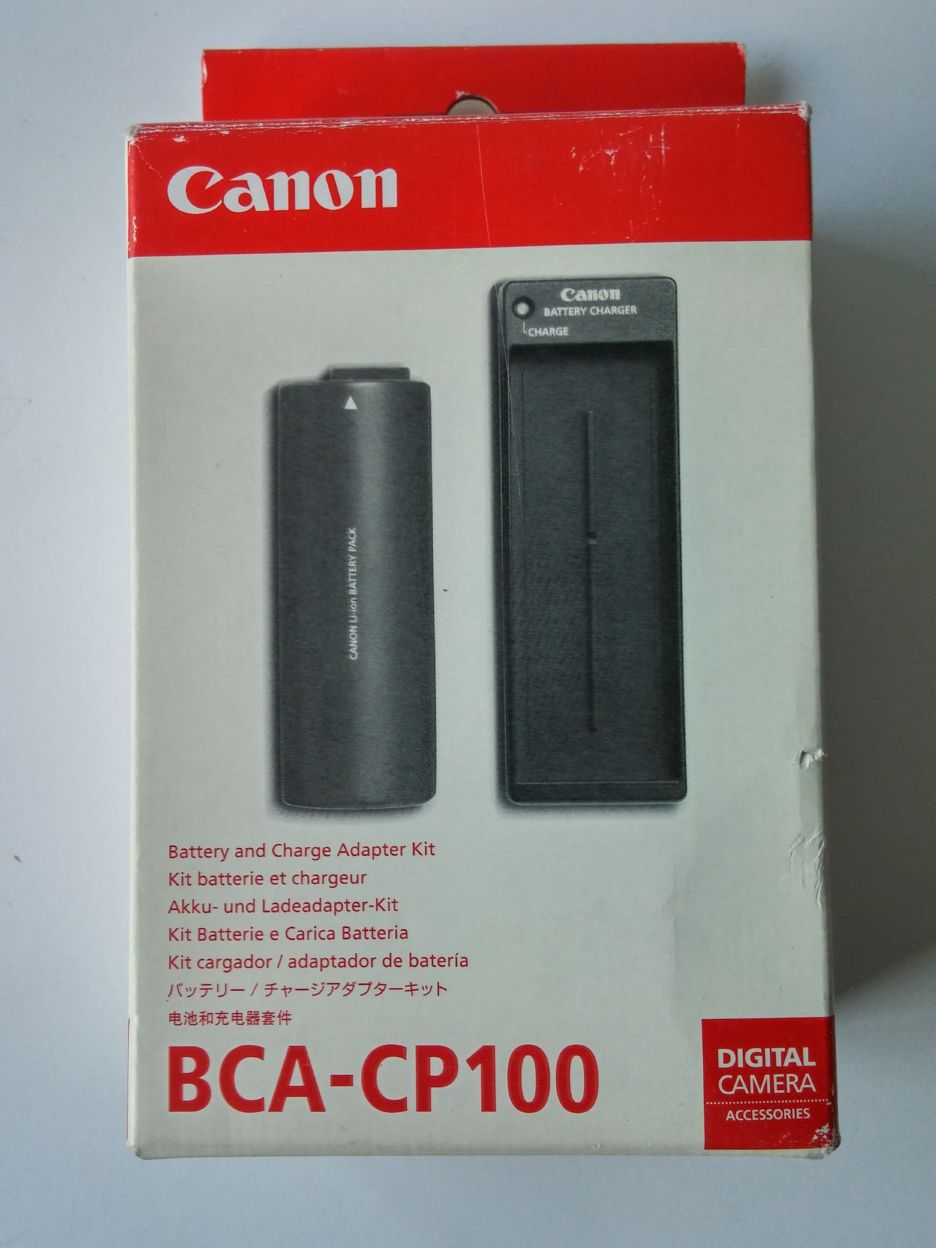 Canon
Canon
BATTERY CHARGER
CHARGE
CANON Li-ion BATTERY PACK
Battery and Charge Adapter Kit
Kit batterie et chargeur
Akku- und Ladeadapter-Kit
Kit Batterie e Carica Batteria
Kit cargador / adaptador de batería
バッテリー / チャージアダプターキット
电池和充电器套件
BCA-CP100
DIGITAL
CAMERA
ACCESSORIES